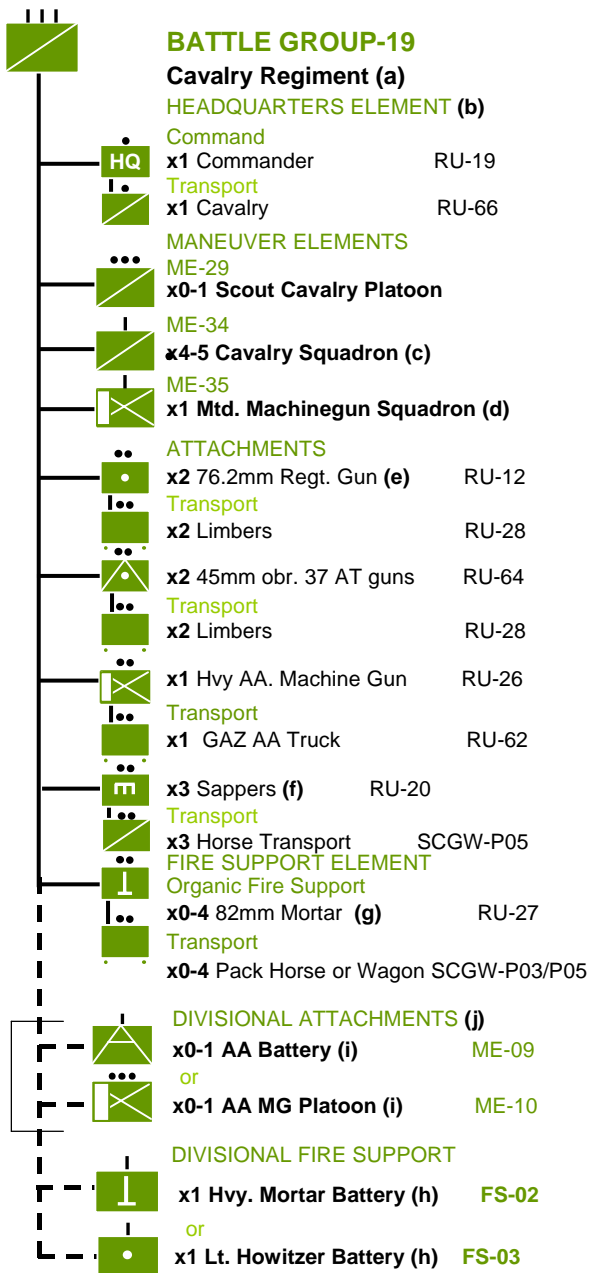 BATTLE GROUP-19
Cavalry Regiment (a)
HEADQUARTERS ELEMENT (b)
Command
HQ x1 Commander RU-19
Transport
x1 Cavalry RU-66
MANEUVER ELEMENTS
ME-29
x0-1 Scout Cavalry Platoon
ME-34
x4-5 Cavalry Squadron (c)
ME-35
x1 Mtd. Machinegun Squadron (d)
ATTACHMENTS
x2 76.2mm Regt. Gun (e) RU-12
Transport
x2 Limbers RU-28
x2 45mm obr. 37 AT guns RU-64
Transport
x2 Limbers RU-28
x1 Hvy AA. Machine Gun RU-26
Transport
x1 GAZ AA Truck RU-62
x3 Sappers (f) RU-20
Transport
x3 Horse Transport SCGW-P05
FIRE SUPPORT ELEMENT
Organic Fire Support
x0-4 82mm Mortar (g) RU-27
Transport
x0-4 Pack Horse or Wagon SCGW-P03/P05
DIVISIONAL ATTACHMENTS (j)
x0-1 AA Battery (i) ME-09
or
x0-1 AA MG Platoon (i) ME-10
DIVISIONAL FIRE SUPPORT
x1 Hvy. Mortar Battery (h) FS-02
or
x1 Lt. Howitzer Battery (h) FS-03